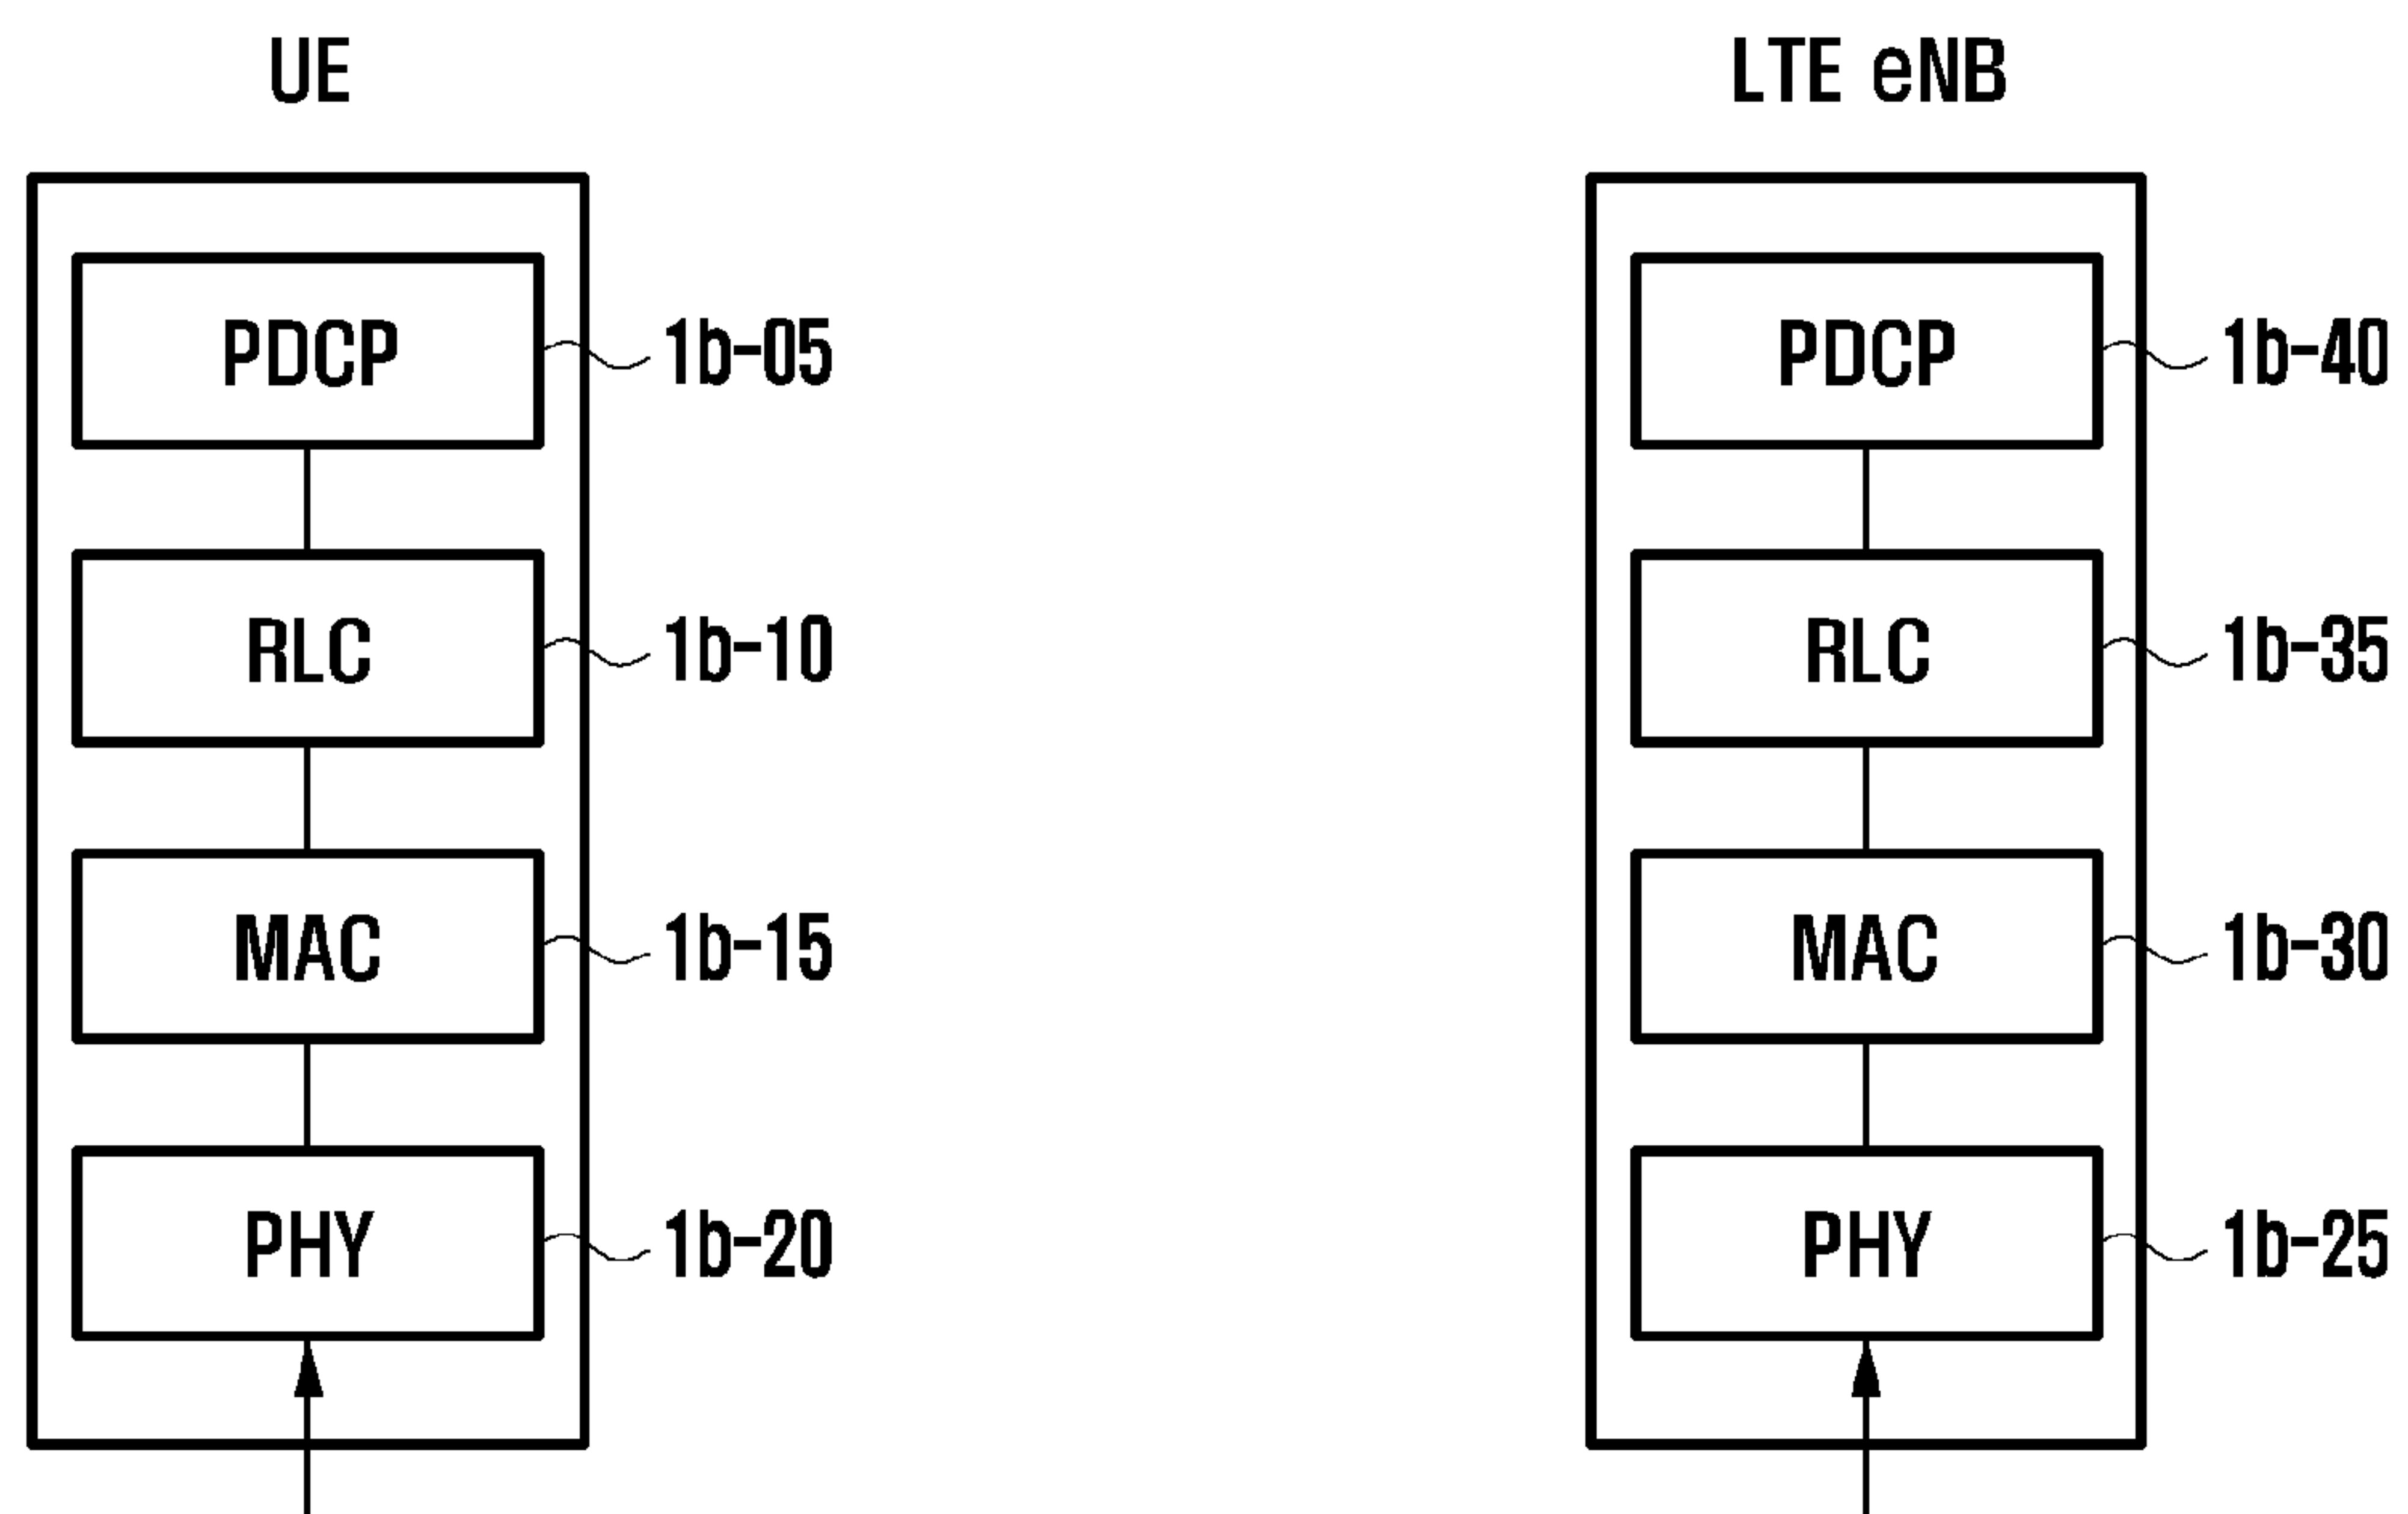 UE
LTE eNB
PDCP
1b-05
PDCP
1b-40
RLC
1b-10
RLC
1b-35
MAC
1b-15
MAC
1b-30
PHY
1b-20
PHY
1b-25